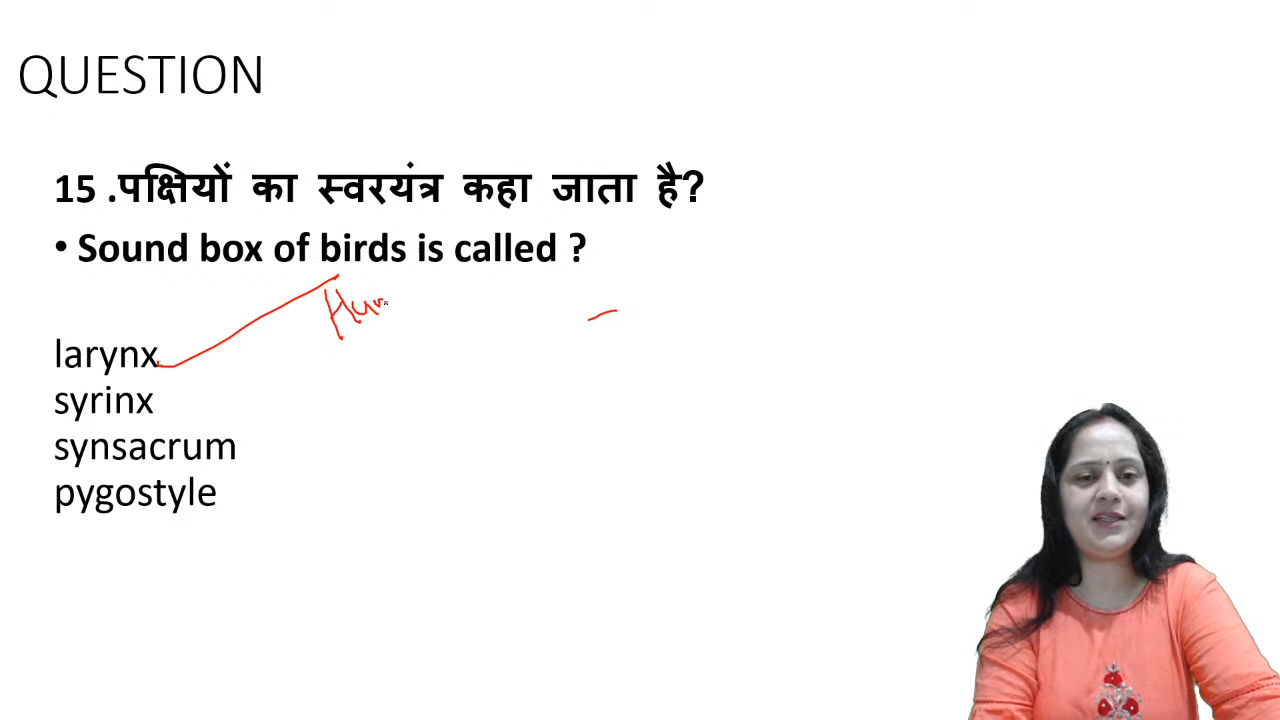 QUESTION
15 .पक्षियों का स्वरयंत्र कहा जाता है?
• Sound box of birds is called ?
larynx
syrinx
synsacrum
pygostyle